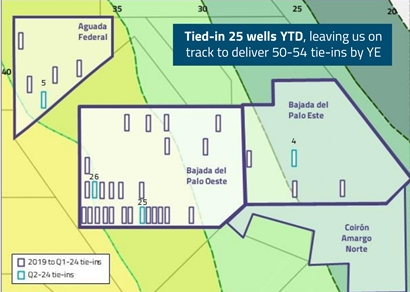 Aguada
Federal
35
30
25
20
Tied-in 25 wells YTD, leaving us on
track to deliver 50-54 tie-ins by YE
40
5
Bajada del
Palo Este
4
Bajada del
Palo Oeste
26
25
Coirón
Amargo
Norte
2019 to Q1-24 tie-ins
Q2-24 tie-ins